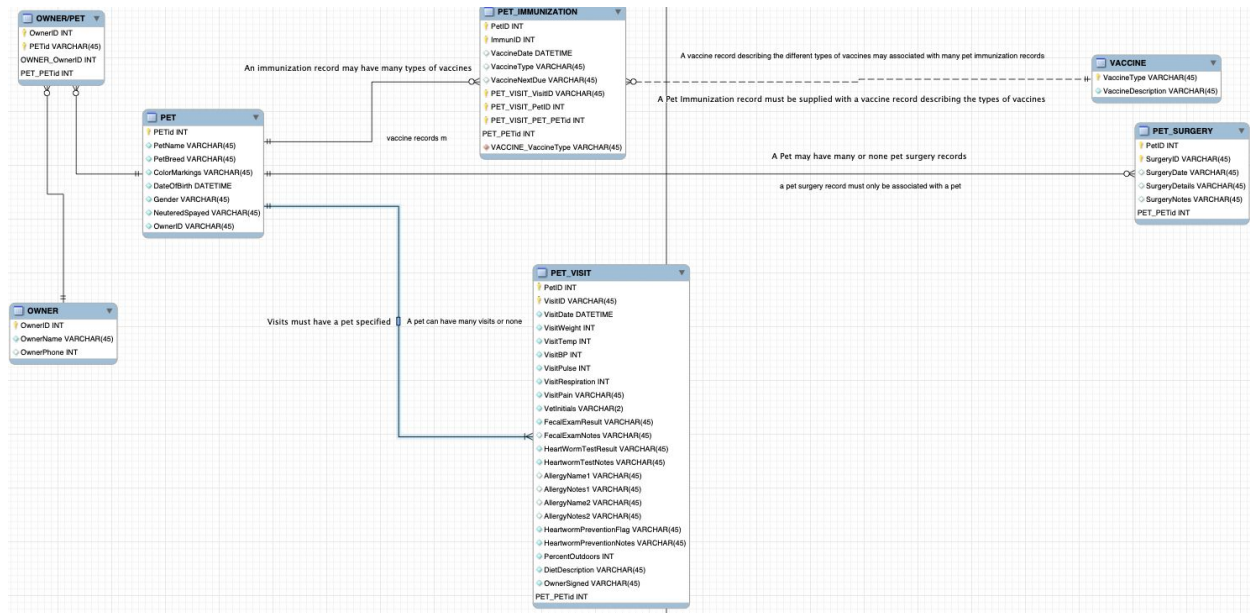 OWNER/PET
OwnerID INT
PETid VARCHAR(45)
OWNER_OwnerID INT
PET_PETid INT
PET_IMMUNIZATION
PetID INT
ImmunID INT
VaccineDate DATETIME
VaccineType VARCHAR(45)
VaccineNextDue VARCHAR(45)
PET_VISIT_VisitID VARCHAR(45)
PET_VISIT_PetID INT
PET_VISIT_PET_PETid INT
PET_PETid INT
VACCINE_VaccineType VARCHAR(45)
An immunization record may have many types of vaccines
vaccine records m
A vaccine record describing the different types of vaccines may associated with many pet immunization records
A Pet Immunization record must be supplied with a vaccine record describing the types of vaccines
VACCINE
VaccineType VARCHAR(45)
VaccineDescription VARCHAR(45)
PET
PETid INT
PetName VARCHAR(45)
PetBreed VARCHAR(45)
ColorMarkings VARCHAR(45)
DateOfBirth DATETIME
Gender VARCHAR(45)
NeuteredSpayed VARCHAR(45)
OwnerID VARCHAR(45)
A Pet may have many or none pet surgery records
a pet surgery record must only be associated with a pet
PET_SURGERY
PetID INT
SurgeryID VARCHAR(45)
SurgeryDate VARCHAR(45)
SurgeryDetails VARCHAR(45)
SurgeryNotes VARCHAR(45)
PET_PETid INT
OWNER
OwnerID INT
OwnerName VARCHAR(45)
OwnerPhone INT
Visits must have a pet specified
A pet can have many visits or none
PET_VISIT
PetID INT
VisitID VARCHAR(45)
VisitDate DATETIME
VisitWeight INT
VisitTemp INT
VisitBP INT
VisitPulse INT
VisitRespiration INT
VisitPain VARCHAR(45)
VetInitials VARCHAR(2)
FecalExamResult VARCHAR(45)
FecalExamNotes VARCHAR(45)
HeartWormTestResult VARCHAR(45)
HeartwormTestNotes VARCHAR(45)
AllergyName1 VARCHAR(45)
AllergyNotes1 VARCHAR(45)
AllergyName2 VARCHAR(45)
AllergyNotes2 VARCHAR(45)
HeartwormPreventionFlag VARCHAR(45)
HeartwormPreventionNotes VARCHAR(45)
PercentOutdoors INT
DietDescription VARCHAR(45)
OwnerSigned VARCHAR(45)
PET_PETid INT